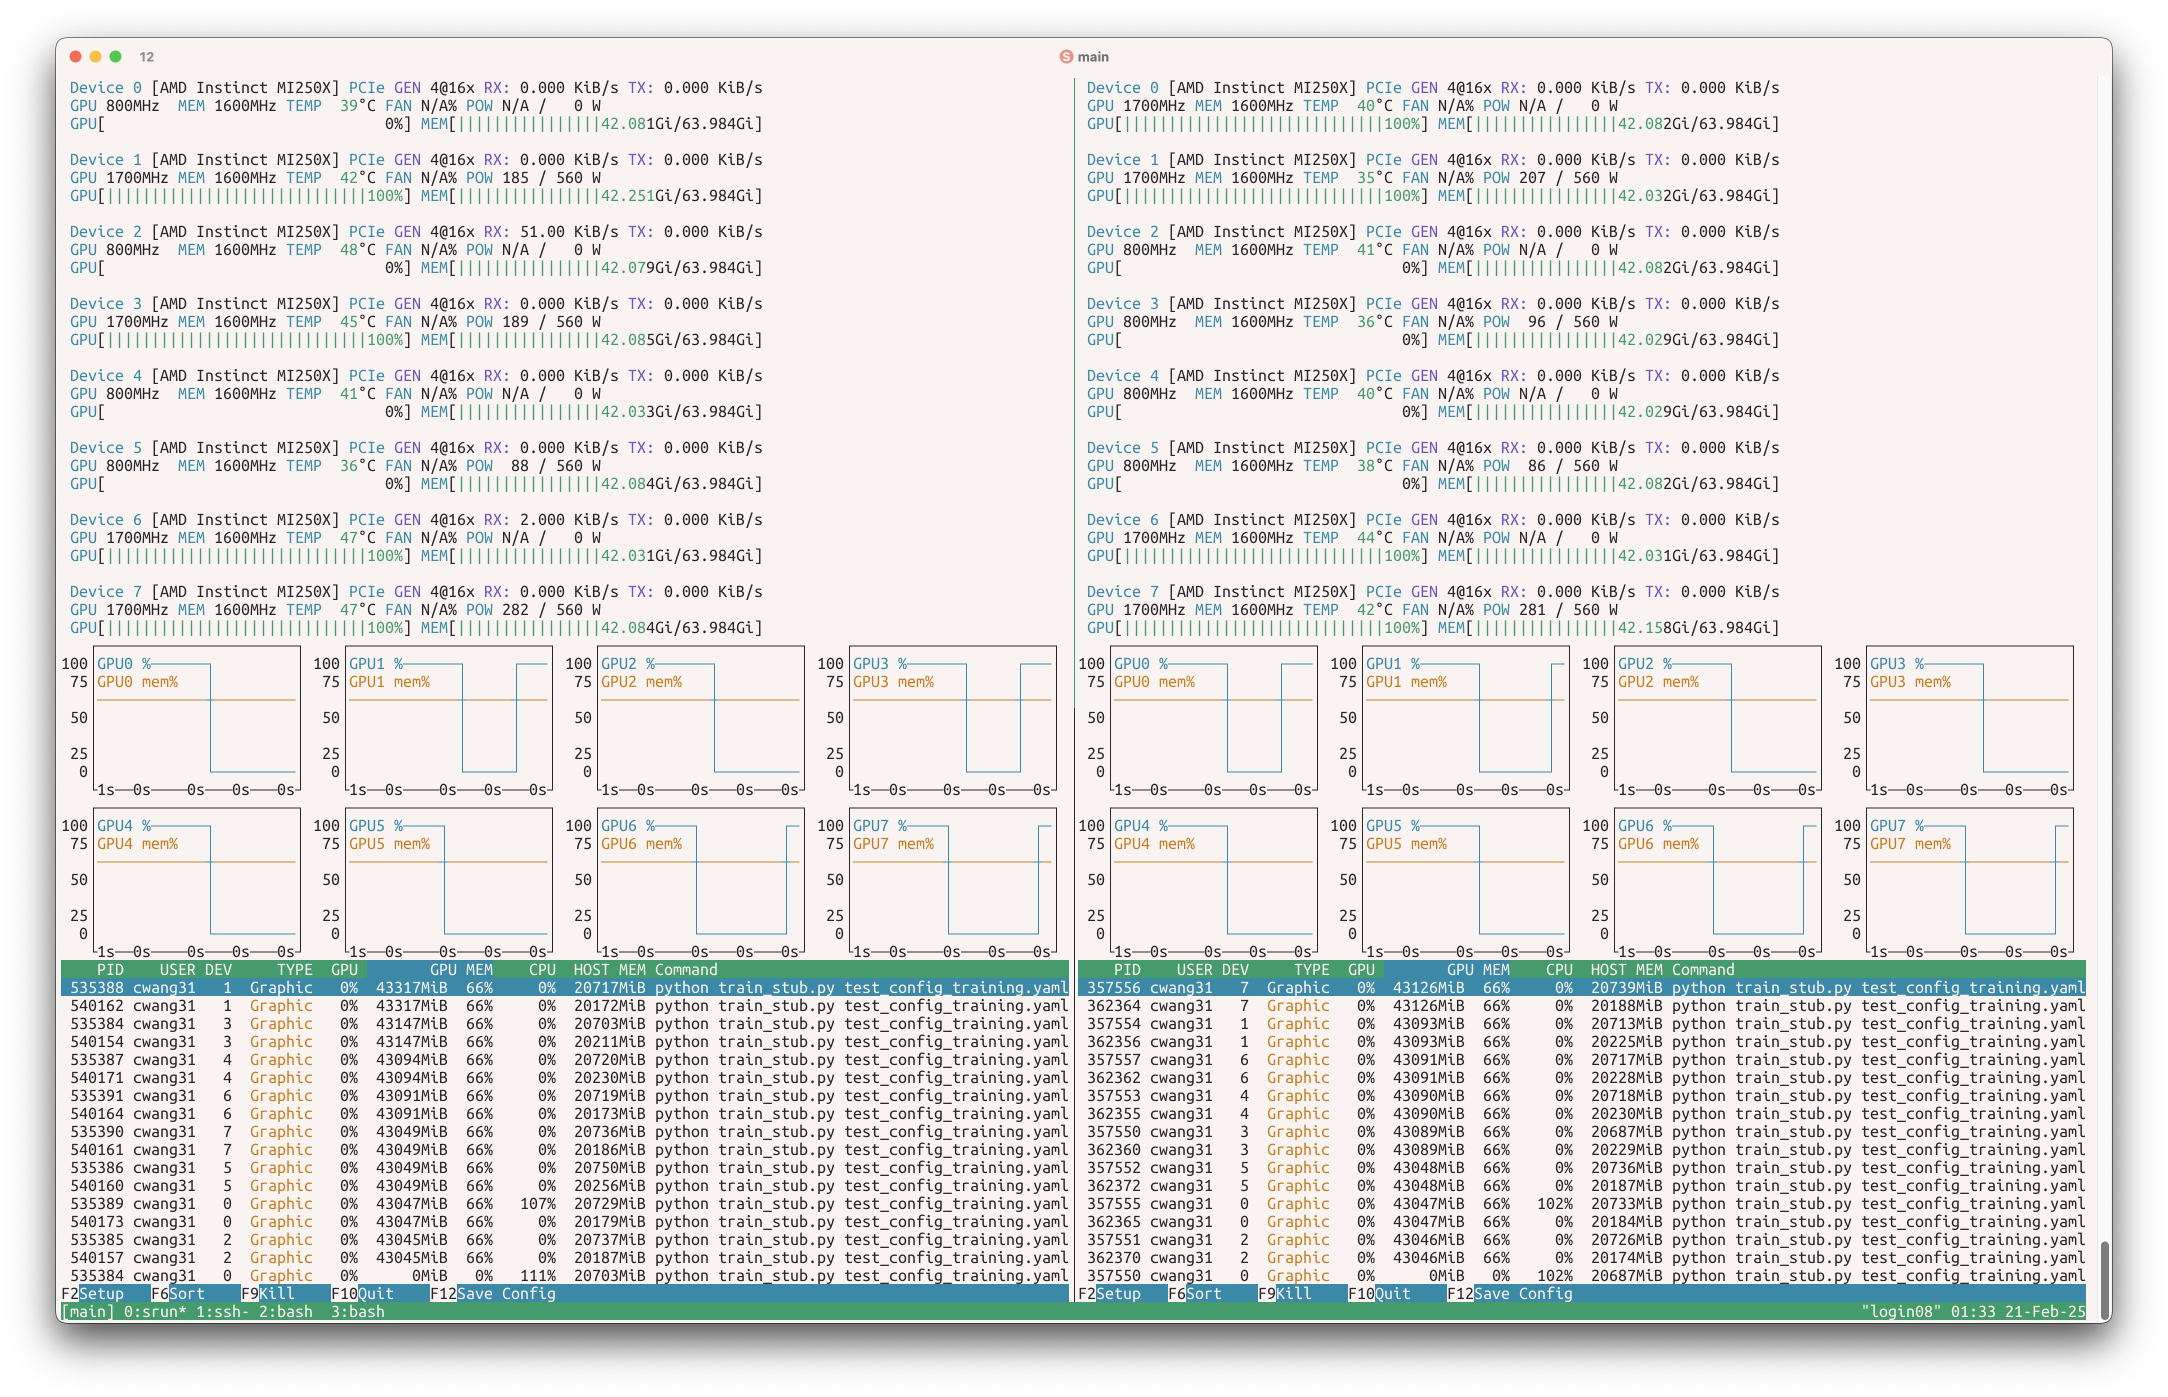 12
main
Device 0 [AMD Instinct MI250X] PCIe GEN 4@16x RX: 0.000 KiB/s TX: 0.000 KiB/s
GPU 800MHz  MEM 1600MHz TEMP  39°C FAN N/A% POW N/A /   0 W
GPU[                               0%] MEM[||||||||||||||||42.081Gi/63.984Gi]
Device 1 [AMD Instinct MI250X] PCIe GEN 4@16x RX: 0.000 KiB/s TX: 0.000 KiB/s
GPU 1700MHz MEM 1600MHz TEMP  42°C FAN N/A% POW 185 / 560 W
GPU[|||||||||||||||||||||||||||||100%] MEM[||||||||||||||||42.251Gi/63.984Gi]
Device 2 [AMD Instinct MI250X] PCIe GEN 4@16x RX: 51.00 KiB/s TX: 0.000 KiB/s
GPU 800MHz  MEM 1600MHz TEMP  48°C FAN N/A% POW N/A /   0 W
GPU[                               0%] MEM[||||||||||||||||42.079Gi/63.984Gi]
Device 3 [AMD Instinct MI250X] PCIe GEN 4@16x RX: 0.000 KiB/s TX: 0.000 KiB/s
GPU 1700MHz MEM 1600MHz TEMP  45°C FAN N/A% POW 189 / 560 W
GPU[|||||||||||||||||||||||||||||100%] MEM[||||||||||||||||42.085Gi/63.984Gi]
Device 4 [AMD Instinct MI250X] PCIe GEN 4@16x RX: 0.000 KiB/s TX: 0.000 KiB/s
GPU 800MHz  MEM 1600MHz TEMP  41°C FAN N/A% POW N/A /   0 W
GPU[                               0%] MEM[||||||||||||||||42.033Gi/63.984Gi]
Device 5 [AMD Instinct MI250X] PCIe GEN 4@16x RX: 0.000 KiB/s TX: 0.000 KiB/s
GPU 800MHz  MEM 1600MHz TEMP  36°C FAN N/A% POW  88 / 560 W
GPU[                               0%] MEM[||||||||||||||||42.084Gi/63.984Gi]
Device 6 [AMD Instinct MI250X] PCIe GEN 4@16x RX: 2.000 KiB/s TX: 0.000 KiB/s
GPU 1700MHz MEM 1600MHz TEMP  47°C FAN N/A% POW N/A /   0 W
GPU[|||||||||||||||||||||||||||||100%] MEM[||||||||||||||||42.031Gi/63.984Gi]
Device 7 [AMD Instinct MI250X] PCIe GEN 4@16x RX: 0.000 KiB/s TX: 0.000 KiB/s
GPU 1700MHz MEM 1600MHz TEMP  47°C FAN N/A% POW 282 / 560 W
GPU[|||||||||||||||||||||||||||||100%] MEM[||||||||||||||||42.084Gi/63.984Gi]
100 GPU0 % 100 GPU1 % 100 GPU2 % 100 GPU3 %
75 GPU0 mem% 75 GPU1 mem% 75 GPU2 mem% 75 GPU3 mem%
50 50 50 50
25 25 25 25
0 0 0 0
1s 0s 0s 0s 0s 1s 0s 0s 0s 0s 1s 0s 0s 0s 0s 1s 0s 0s 0s 0s
100 GPU4 % 100 GPU5 % 100 GPU6 % 100 GPU7 %
75 GPU4 mem% 75 GPU5 mem% 75 GPU6 mem% 75 GPU7 mem%
50 50 50 50
25 25 25 25
0 0 0 0
1s 0s 0s 0s 0s 1s 0s 0s 0s 0s 1s 0s 0s 0s 0s 1s 0s 0s 0s 0s
PID USER DEV TYPE GPU GPU MEM CPU HOST MEM Command
535388 cwang31 1 Graphic 0% 43317MiB 66% 0% 20717MiB python train_stub.py test_config_training.yaml
540162 cwang31 1 Graphic 0% 43317MiB 66% 0% 20172MiB python train_stub.py test_config_training.yaml
535384 cwang31 3 Graphic 0% 43147MiB 66% 0% 20703MiB python train_stub.py test_config_training.yaml
540154 cwang31 3 Graphic 0% 43147MiB 66% 0% 20211MiB python train_stub.py test_config_training.yaml
535387 cwang31 4 Graphic 0% 43094MiB 66% 0% 20720MiB python train_stub.py test_config_training.yaml
540171 cwang31 4 Graphic 0% 43094MiB 66% 0% 20230MiB python train_stub.py test_config_training.yaml
535391 cwang31 6 Graphic 0% 43091MiB 66% 0% 20719MiB python train_stub.py test_config_training.yaml
540164 cwang31 6 Graphic 0% 43091MiB 66% 0% 20173MiB python train_stub.py test_config_training.yaml
535390 cwang31 7 Graphic 0% 43049MiB 66% 0% 20736MiB python train_stub.py test_config_training.yaml
540161 cwang31 7 Graphic 0% 43049MiB 66% 0% 20186MiB python train_stub.py test_config_training.yaml
535386 cwang31 5 Graphic 0% 43049MiB 66% 0% 20750MiB python train_stub.py test_config_training.yaml
540160 cwang31 5 Graphic 0% 43049MiB 66% 0% 20256MiB python train_stub.py test_config_training.yaml
535389 cwang31 0 Graphic 0% 43047MiB 66% 107% 20729MiB python train_stub.py test_config_training.yaml
540173 cwang31 0 Graphic 0% 43047MiB 66% 0% 20179MiB python train_stub.py test_config_training.yaml
535385 cwang31 2 Graphic 0% 43045MiB 66% 0% 20737MiB python train_stub.py test_config_training.yaml
540157 cwang31 2 Graphic 0% 43045MiB 66% 0% 20187MiB python train_stub.py test_config_training.yaml
535384 cwang31 0 Graphic 0% 0MiB 0% 111% 20703MiB python train_stub.py test_config_training.yaml
F2Setup F6Sort F9Kill F10Quit F12Save Config
Device 0 [AMD Instinct MI250X] PCIe GEN 4@16x RX: 0.000 KiB/s TX: 0.000 KiB/s
GPU 1700MHz MEM 1600MHz TEMP  40°C FAN N/A% POW N/A /   0 W
GPU[|||||||||||||||||||||||||||||100%] MEM[||||||||||||||||42.082Gi/63.984Gi]
Device 1 [AMD Instinct MI250X] PCIe GEN 4@16x RX: 0.000 KiB/s TX: 0.000 KiB/s
GPU 1700MHz MEM 1600MHz TEMP  35°C FAN N/A% POW 207 / 560 W
GPU[|||||||||||||||||||||||||||||100%] MEM[||||||||||||||||42.032Gi/63.984Gi]
Device 2 [AMD Instinct MI250X] PCIe GEN 4@16x RX: 0.000 KiB/s TX: 0.000 KiB/s
GPU 800MHz  MEM 1600MHz TEMP  41°C FAN N/A% POW N/A /   0 W
GPU[                               0%] MEM[||||||||||||||||42.082Gi/63.984Gi]
Device 3 [AMD Instinct MI250X] PCIe GEN 4@16x RX: 0.000 KiB/s TX: 0.000 KiB/s
GPU 800MHz  MEM 1600MHz TEMP  36°C FAN N/A% POW  96 / 560 W
GPU[                               0%] MEM[||||||||||||||||42.029Gi/63.984Gi]
Device 4 [AMD Instinct MI250X] PCIe GEN 4@16x RX: 0.000 KiB/s TX: 0.000 KiB/s
GPU 800MHz  MEM 1600MHz TEMP  40°C FAN N/A% POW N/A /   0 W
GPU[                               0%] MEM[||||||||||||||||42.029Gi/63.984Gi]
Device 5 [AMD Instinct MI250X] PCIe GEN 4@16x RX: 0.000 KiB/s TX: 0.000 KiB/s
GPU 800MHz  MEM 1600MHz TEMP  38°C FAN N/A% POW  86 / 560 W
GPU[                               0%] MEM[||||||||||||||||42.082Gi/63.984Gi]
Device 6 [AMD Instinct MI250X] PCIe GEN 4@16x RX: 0.000 KiB/s TX: 0.000 KiB/s
GPU 1700MHz MEM 1600MHz TEMP  44°C FAN N/A% POW N/A /   0 W
GPU[|||||||||||||||||||||||||||||100%] MEM[||||||||||||||||42.031Gi/63.984Gi]
Device 7 [AMD Instinct MI250X] PCIe GEN 4@16x RX: 0.000 KiB/s TX: 0.000 KiB/s
GPU 1700MHz MEM 1600MHz TEMP  42°C FAN N/A% POW 281 / 560 W
GPU[|||||||||||||||||||||||||||||100%] MEM[||||||||||||||||42.158Gi/63.984Gi]
100 GPU0 % 100 GPU1 % 100 GPU2 % 100 GPU3 %
75 GPU0 mem% 75 GPU1 mem% 75 GPU2 mem% 75 GPU3 mem%
50 50 50 50
25 25 25 25
0 0 0 0
1s 0s 0s 0s 0s 1s 0s 0s 0s 0s 1s 0s 0s 0s 0s 1s 0s 0s 0s 0s
100 GPU4 % 100 GPU5 % 100 GPU6 % 100 GPU7 %
75 GPU4 mem% 75 GPU5 mem% 75 GPU6 mem% 75 GPU7 mem%
50 50 50 50
25 25 25 25
0 0 0 0
1s 0s 0s 0s 0s 1s 0s 0s 0s 0s 1s 0s 0s 0s 0s 1s 0s 0s 0s 0s
PID USER DEV TYPE GPU GPU MEM CPU HOST MEM Command
357556 cwang31 7 Graphic 0% 43126MiB 66% 0% 20739MiB python train_stub.py test_config_training.yaml
362364 cwang31 7 Graphic 0% 43126MiB 66% 0% 20188MiB python train_stub.py test_config_training.yaml
357554 cwang31 1 Graphic 0% 43093MiB 66% 0% 20713MiB python train_stub.py test_config_training.yaml
362356 cwang31 1 Graphic 0% 43093MiB 66% 0% 20225MiB python train_stub.py test_config_training.yaml
357557 cwang31 6 Graphic 0% 43091MiB 66% 0% 20717MiB python train_stub.py test_config_training.yaml
362362 cwang31 6 Graphic 0% 43091MiB 66% 0% 20228MiB python train_stub.py test_config_training.yaml
357553 cwang31 4 Graphic 0% 43090MiB 66% 0% 20718MiB python train_stub.py test_config_training.yaml
362355 cwang31 4 Graphic 0% 43090MiB 66% 0% 20230MiB python train_stub.py test_config_training.yaml
357550 cwang31 3 Graphic 0% 43089MiB 66% 0% 20687MiB python train_stub.py test_config_training.yaml
362360 cwang31 3 Graphic 0% 43089MiB 66% 0% 20229MiB python train_stub.py test_config_training.yaml
357552 cwang31 5 Graphic 0% 43048MiB 66% 0% 20736MiB python train_stub.py test_config_training.yaml
362372 cwang31 5 Graphic 0% 43048MiB 66% 0% 20187MiB python train_stub.py test_config_training.yaml
357555 cwang31 0 Graphic 0% 43047MiB 66% 102% 20733MiB python train_stub.py test_config_training.yaml
362365 cwang31 0 Graphic 0% 43047MiB 66% 0% 20184MiB python train_stub.py test_config_training.yaml
357551 cwang31 2 Graphic 0% 43046MiB 66% 0% 20726MiB python train_stub.py test_config_training.yaml
362370 cwang31 2 Graphic 0% 43046MiB 66% 0% 20174MiB python train_stub.py test_config_training.yaml
357550 cwang31 0 Graphic 0% 0MiB 0% 102% 20687MiB python train_stub.py test_config_training.yaml
F2Setup F6Sort F9Kill F10Quit F12Save Config
[main] 0:srun* 1:ssh- 2:bash  3:bash "login08" 01:33 21-Feb-25